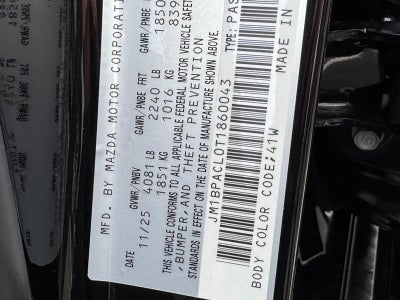 MFD. BY MAZDA MOTOR CORPORATI
DATE GVWR/PNBV GAWR/PNBE FRT GAWR/PNBE
11/25 4081 LB 2240 LB 1850
1851 KG 1016 KG 839
THIS VEHICLE CONFORMS TO ALL APPLICABLE FEDERAL MOTOR VEHICLE SAFET
,BUMPER,AND THEFT PREVENTION
STANDARDS IN EFFECT ON THE DATE OF MANUFACTURE SHOWN ABOVE.
JM1BPACL0T1860043 TYPE: PAS
BODY COLOR CODE;41W MADE IN